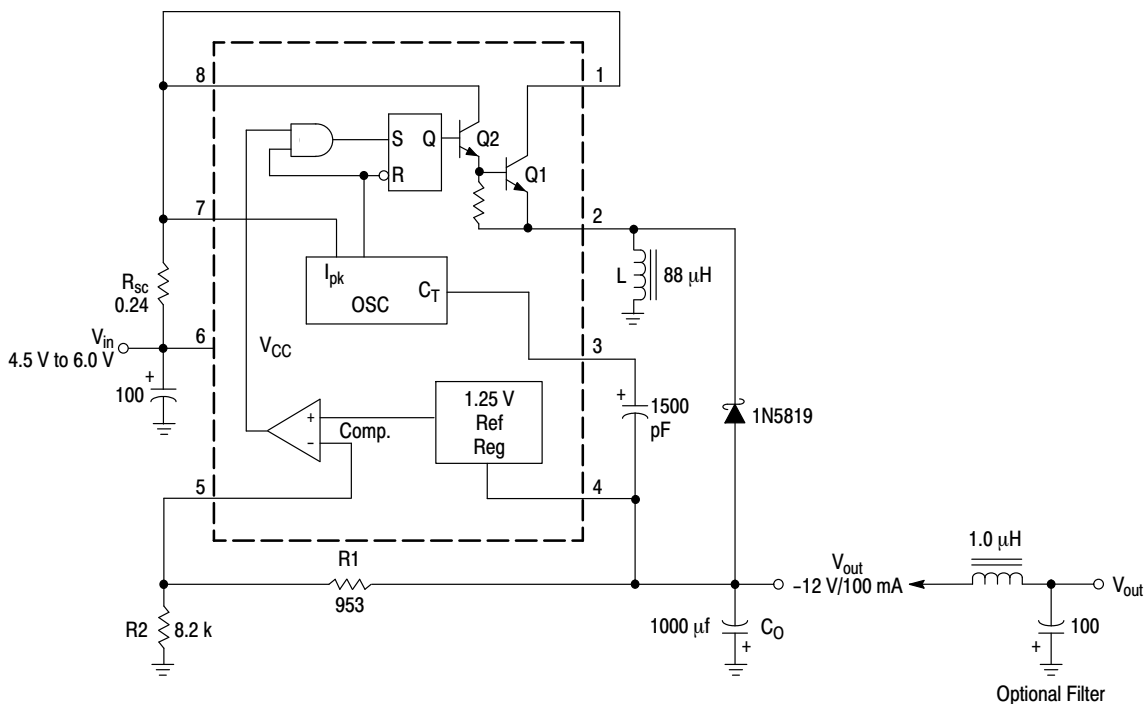 8
1
S Q
Q2
R
Q1
7
2
Ipk
CT
OSC
L 88 μH
Rsc
0.24
Vin
4.5 V to 6.0 V
6
VCC
3
100
+
+
1500
pF
1.25 V
Ref
Reg
+
Comp.
−
1N5819
5
4
R1
953
1.0 μH
Vout
−12 V/100 mA
Vout
R2 8.2 k
1000 μf
CO
+
100
+
Optional Filter